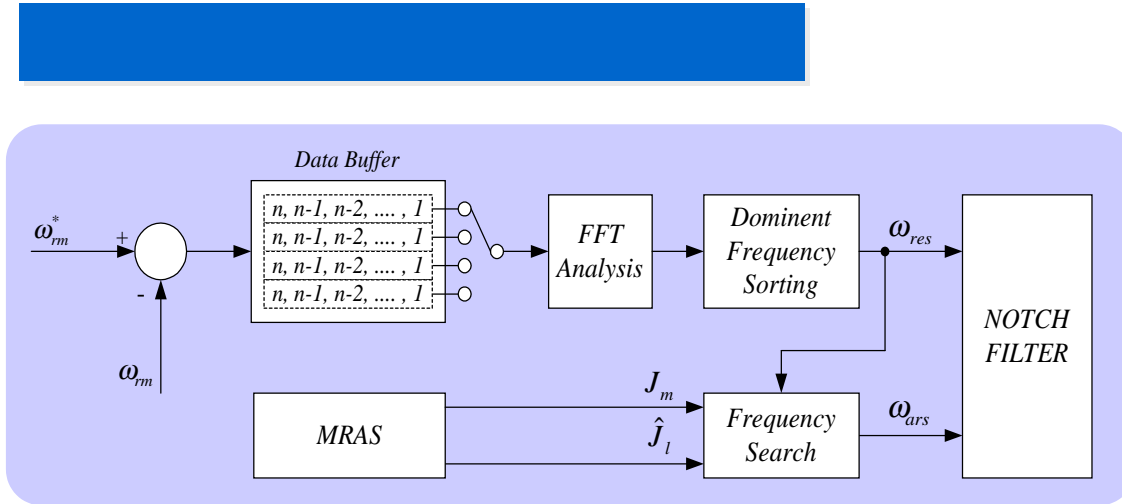 Data Buffer
ω*rm
+
-
ωrm
n, n-1, n-2, .... , 1
n, n-1, n-2, .... , 1
n, n-1, n-2, .... , 1
n, n-1, n-2, .... , 1
FFT
Analysis
Dominent
Frequency
Sorting
ωres
NOTCH
FILTER
MRAS
Jm
Ĵl
Frequency
Search
ωars